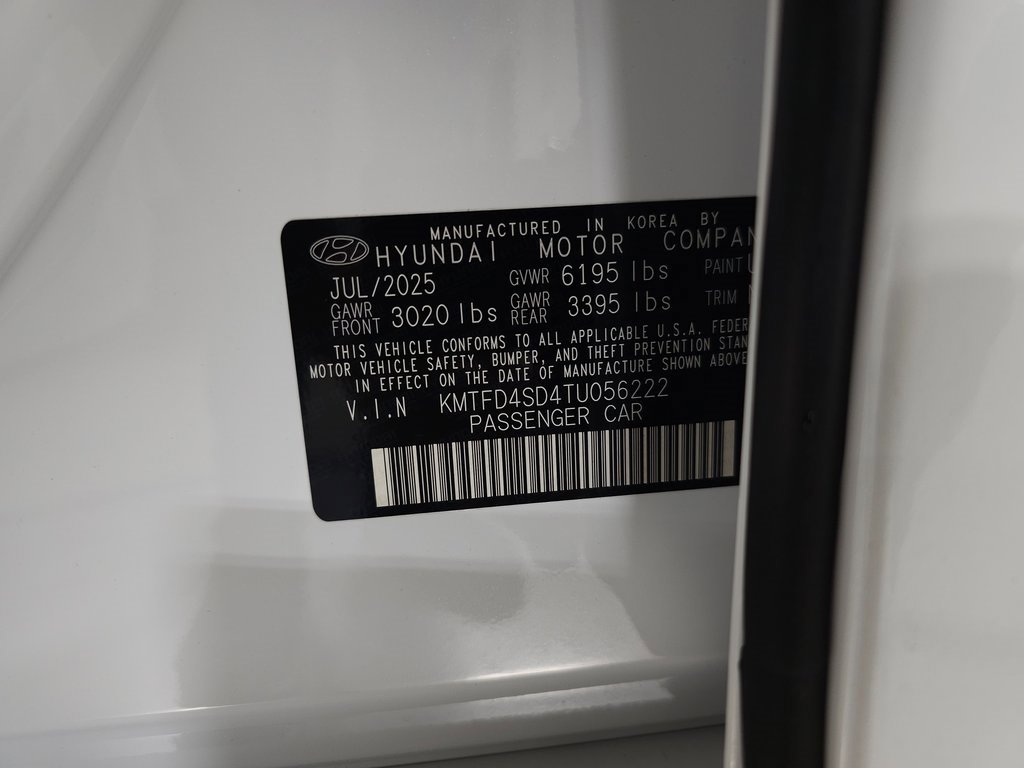 MANUFACTURED IN KOREA BY
HYUNDAI MOTOR COMPAN
JUL/2025 GVWR 6195 lbs PAINT
GAWR FRONT 3020 lbs GAWR REAR 3395 lbs TRIM
THIS VEHICLE CONFORMS TO ALL APPLICABLE U.S.A. FEDER
MOTOR VEHICLE SAFETY, BUMPER, AND THEFT PREVENTION STAN
IN EFFECT ON THE DATE OF MANUFACTURE SHOWN ABOVE
V.I.N KMTFD4SD4TU056222
PASSENGER CAR